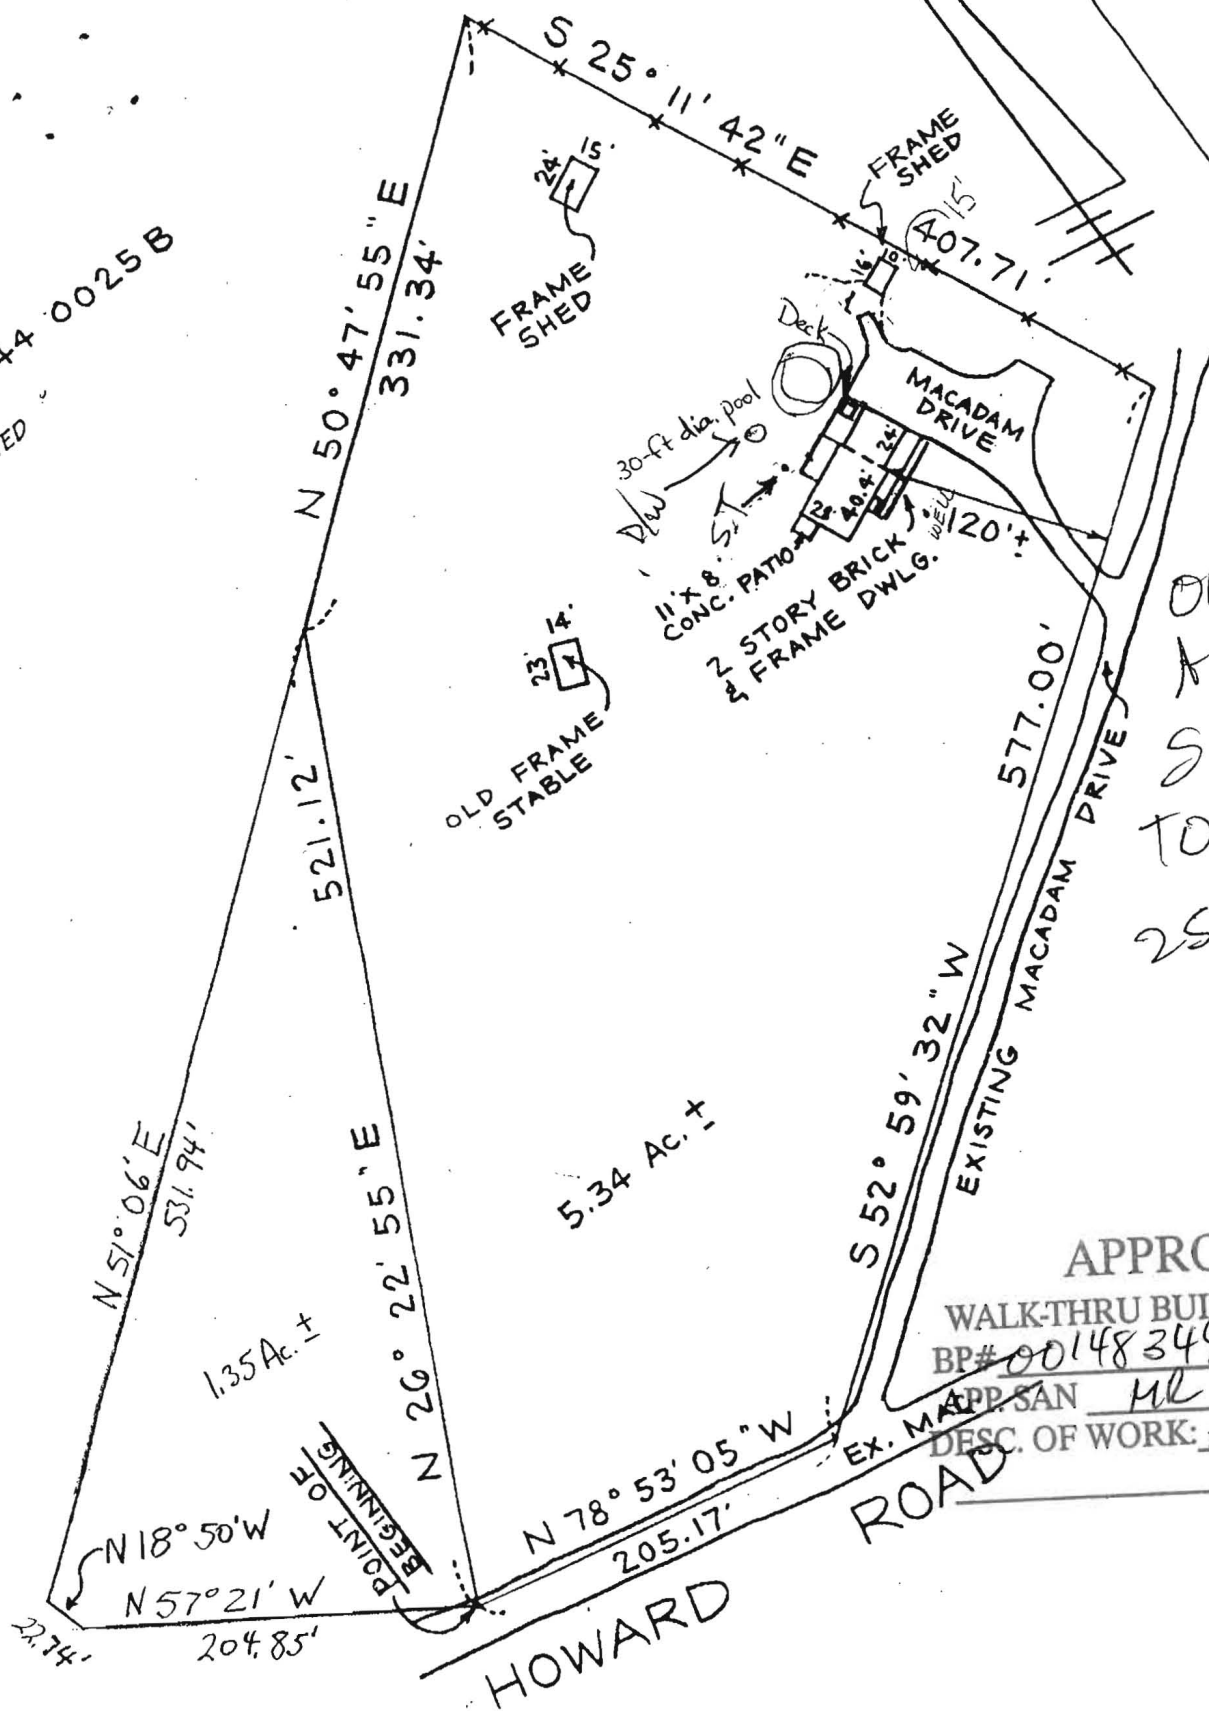 S 25° 11' 42" E
407.71'
FRAME
SHED
15'
16'
10'
24'
15'
FRAME
SHED
N 50° 47' 55" E
331.34'
0025 B
Deck
MACADAM
DRIVE
30-ft dia. pool
D/W
S.T
24'
28'
40.4'
WELL
120'±
11' X 8'
CONC. PATIO
2 STORY BRICK
& FRAME DWLG.
14'
23'
OLD FRAME
STABLE
577.00'
S 52° 59' 32" W
EXISTING MACADAM DRIVE
TO
521.12'
N 26° 22' 55" E
5.34 Ac. ±
N 51° 06' E
531.94'
1.35 Ac. ±
APPRO
WALK-THRU BUI
BP# 00148349
APP. SAN MR
DESC. OF WORK:
EX. MAC.
POINT OF
BEGINNING
N 78° 53' 05" W
205.17'
N 18° 50' W
22.74'
N 57° 21' W
204.85'
HOWARD ROAD